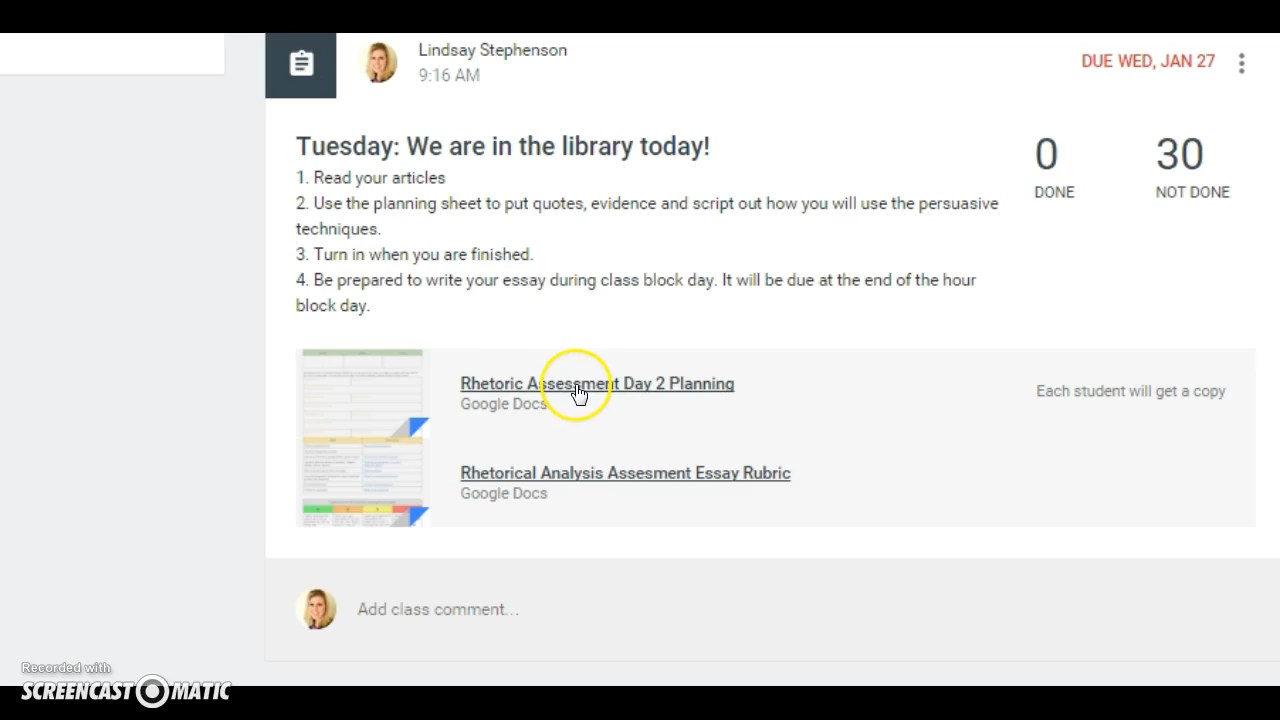 Lindsay Stephenson
9:16 AM
DUE WED, JAN 27
Tuesday: We are in the library today!
1. Read your articles
2. Use the planning sheet to put quotes, evidence and script out how you will use the persuasive
techniques.
3. Turn in when you are finished.
4. Be prepared to write your essay during class block day. It will be due at the end of the hour
block day.
0
DONE
30
NOT DONE
Rhetoric Assessment Day 2 Planning
Google Docs
Each student will get a copy
Rhetorical Analysis Assesment Essay Rubric
Google Docs
Add class comment...
Recorded with
SCREENCAST MATIC